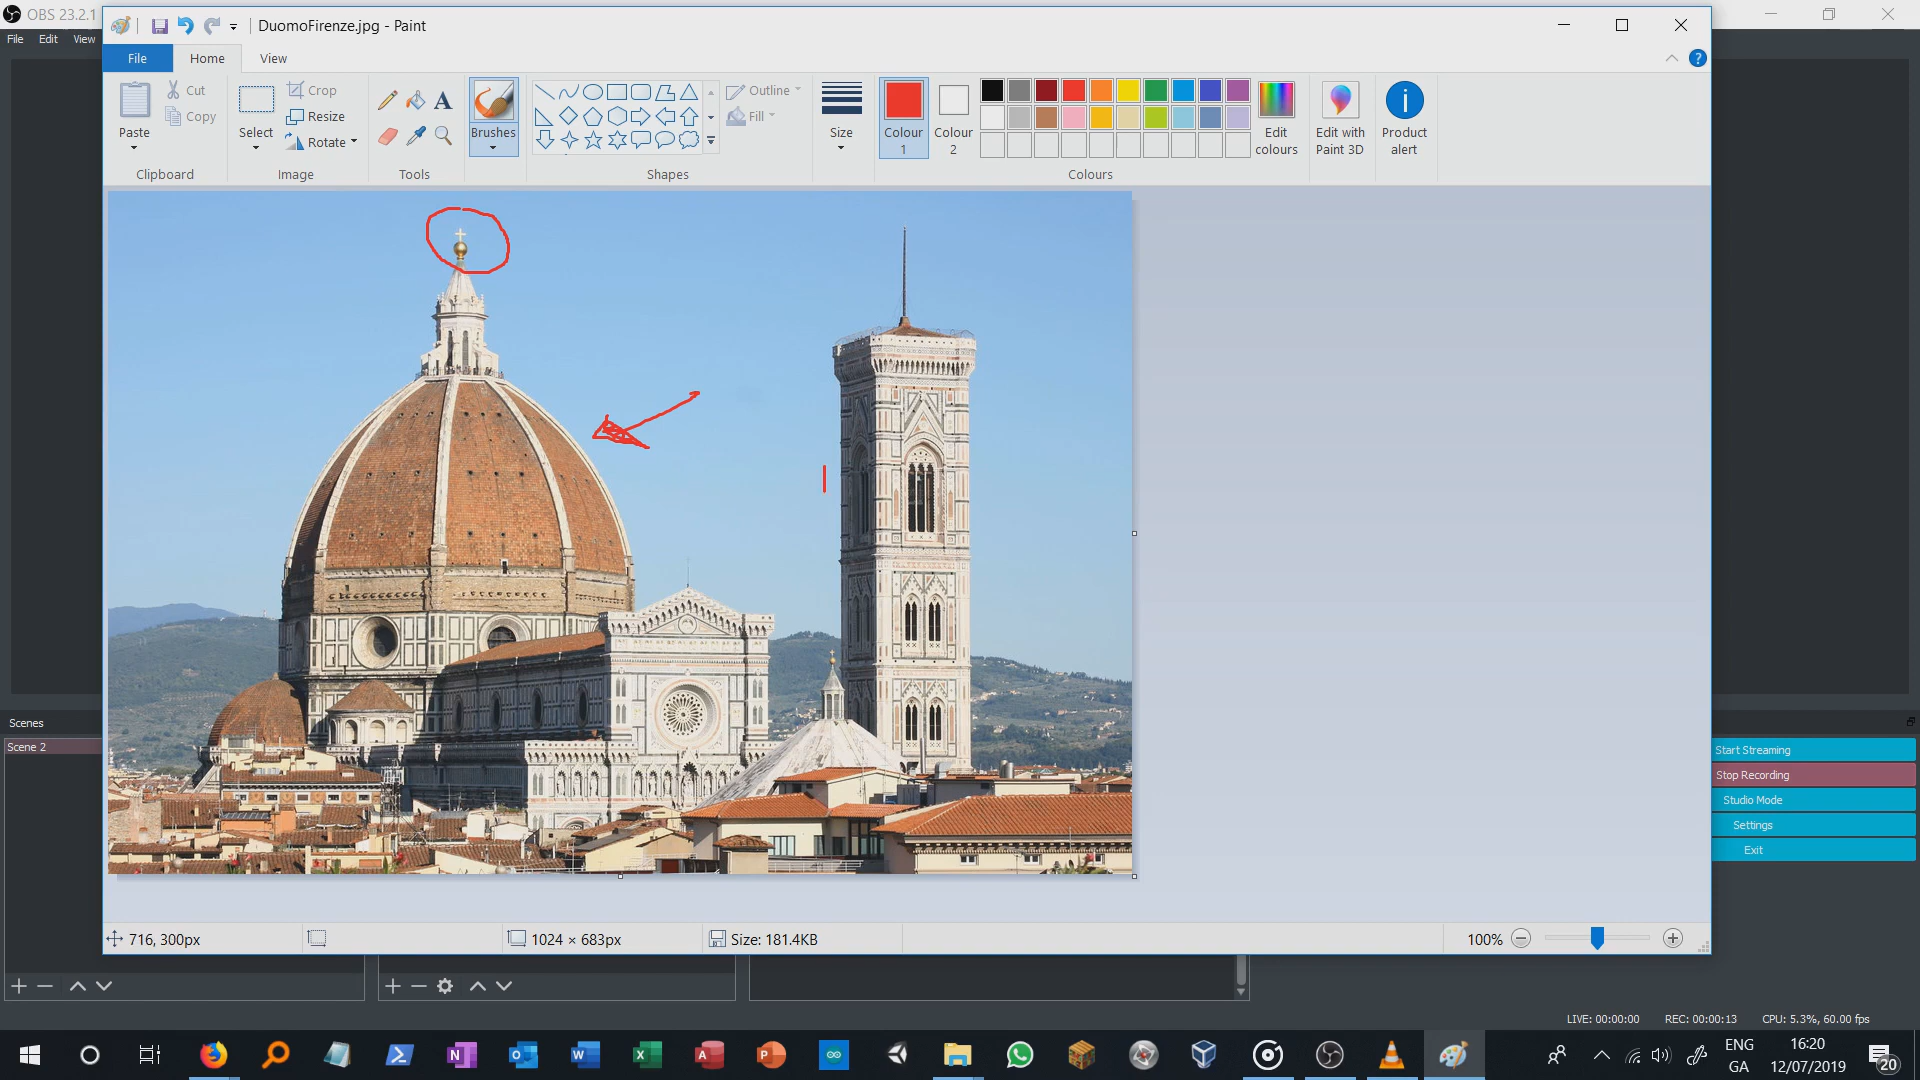 OBS 23.2.1
File Edit View
DuomoFirenze.jpg - Paint
File Home View
Paste
Cut
Copy
Clipboard
Select
Crop
Resize
Rotate
Image
Tools
Brushes
Outline
Fill
Shapes
Size
Colour 1
Colour 2
Edit colours
Edit with Paint 3D
Product alert
Colours
716, 300px
1024 × 683px
Size: 181.4KB
100%
Scenes
Scene 2
Start Streaming
Stop Recording
Studio Mode
Settings
Exit
LIVE: 00:00:00 REC: 00:00:13 CPU: 5.3%, 60.00 fps
ENG
GA
16:20
12/07/2019
20